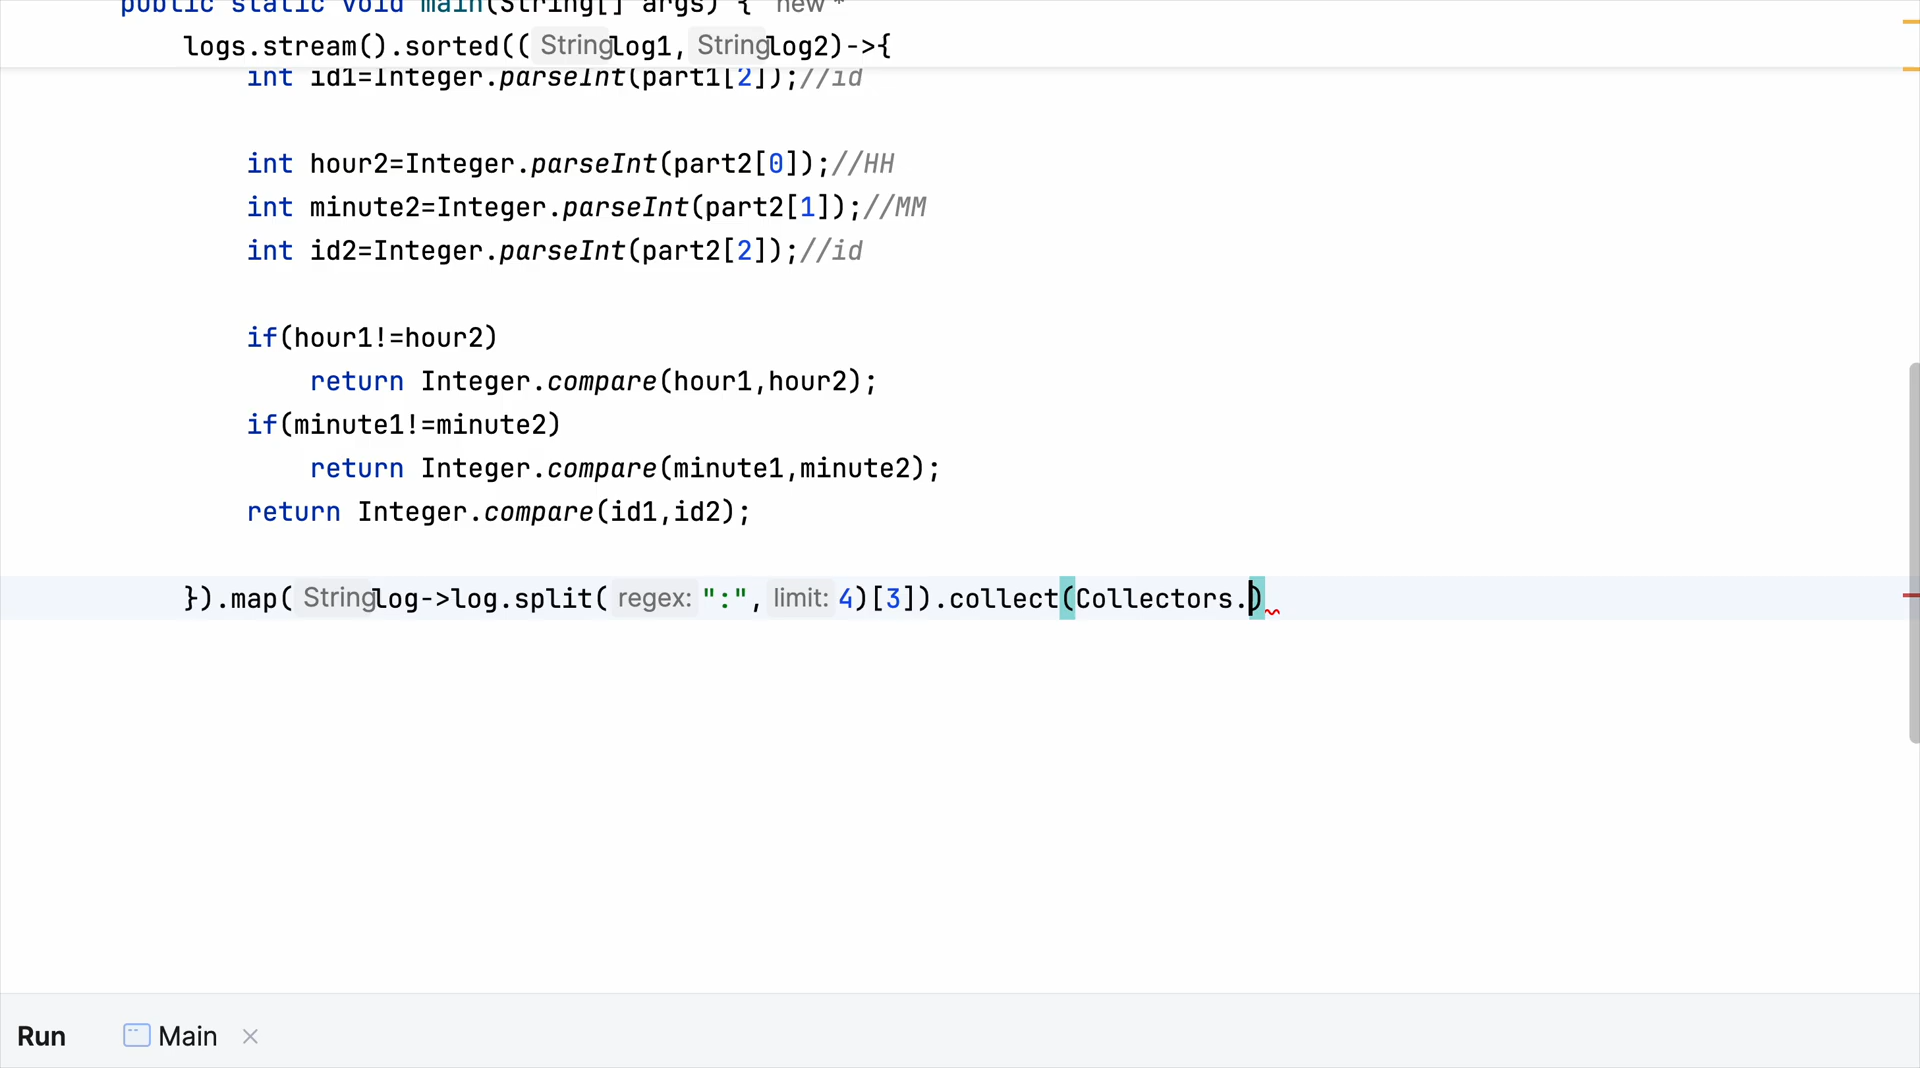 public static void main(String[] args) {  new *
logs.stream().sorted(( String log1, String log2)->{
int id1=Integer.parseInt(part1[2]);//id
int hour2=Integer.parseInt(part2[0]);//HH
int minute2=Integer.parseInt(part2[1]);//MM
int id2=Integer.parseInt(part2[2]);//id
if(hour1!=hour2)
return Integer.compare(hour1,hour2);
if(minute1!=minute2)
return Integer.compare(minute1,minute2);
return Integer.compare(id1,id2);
}).map( String log->log.split( regex: ":", limit: 4)[3]).collect(Collectors.)
Run Main